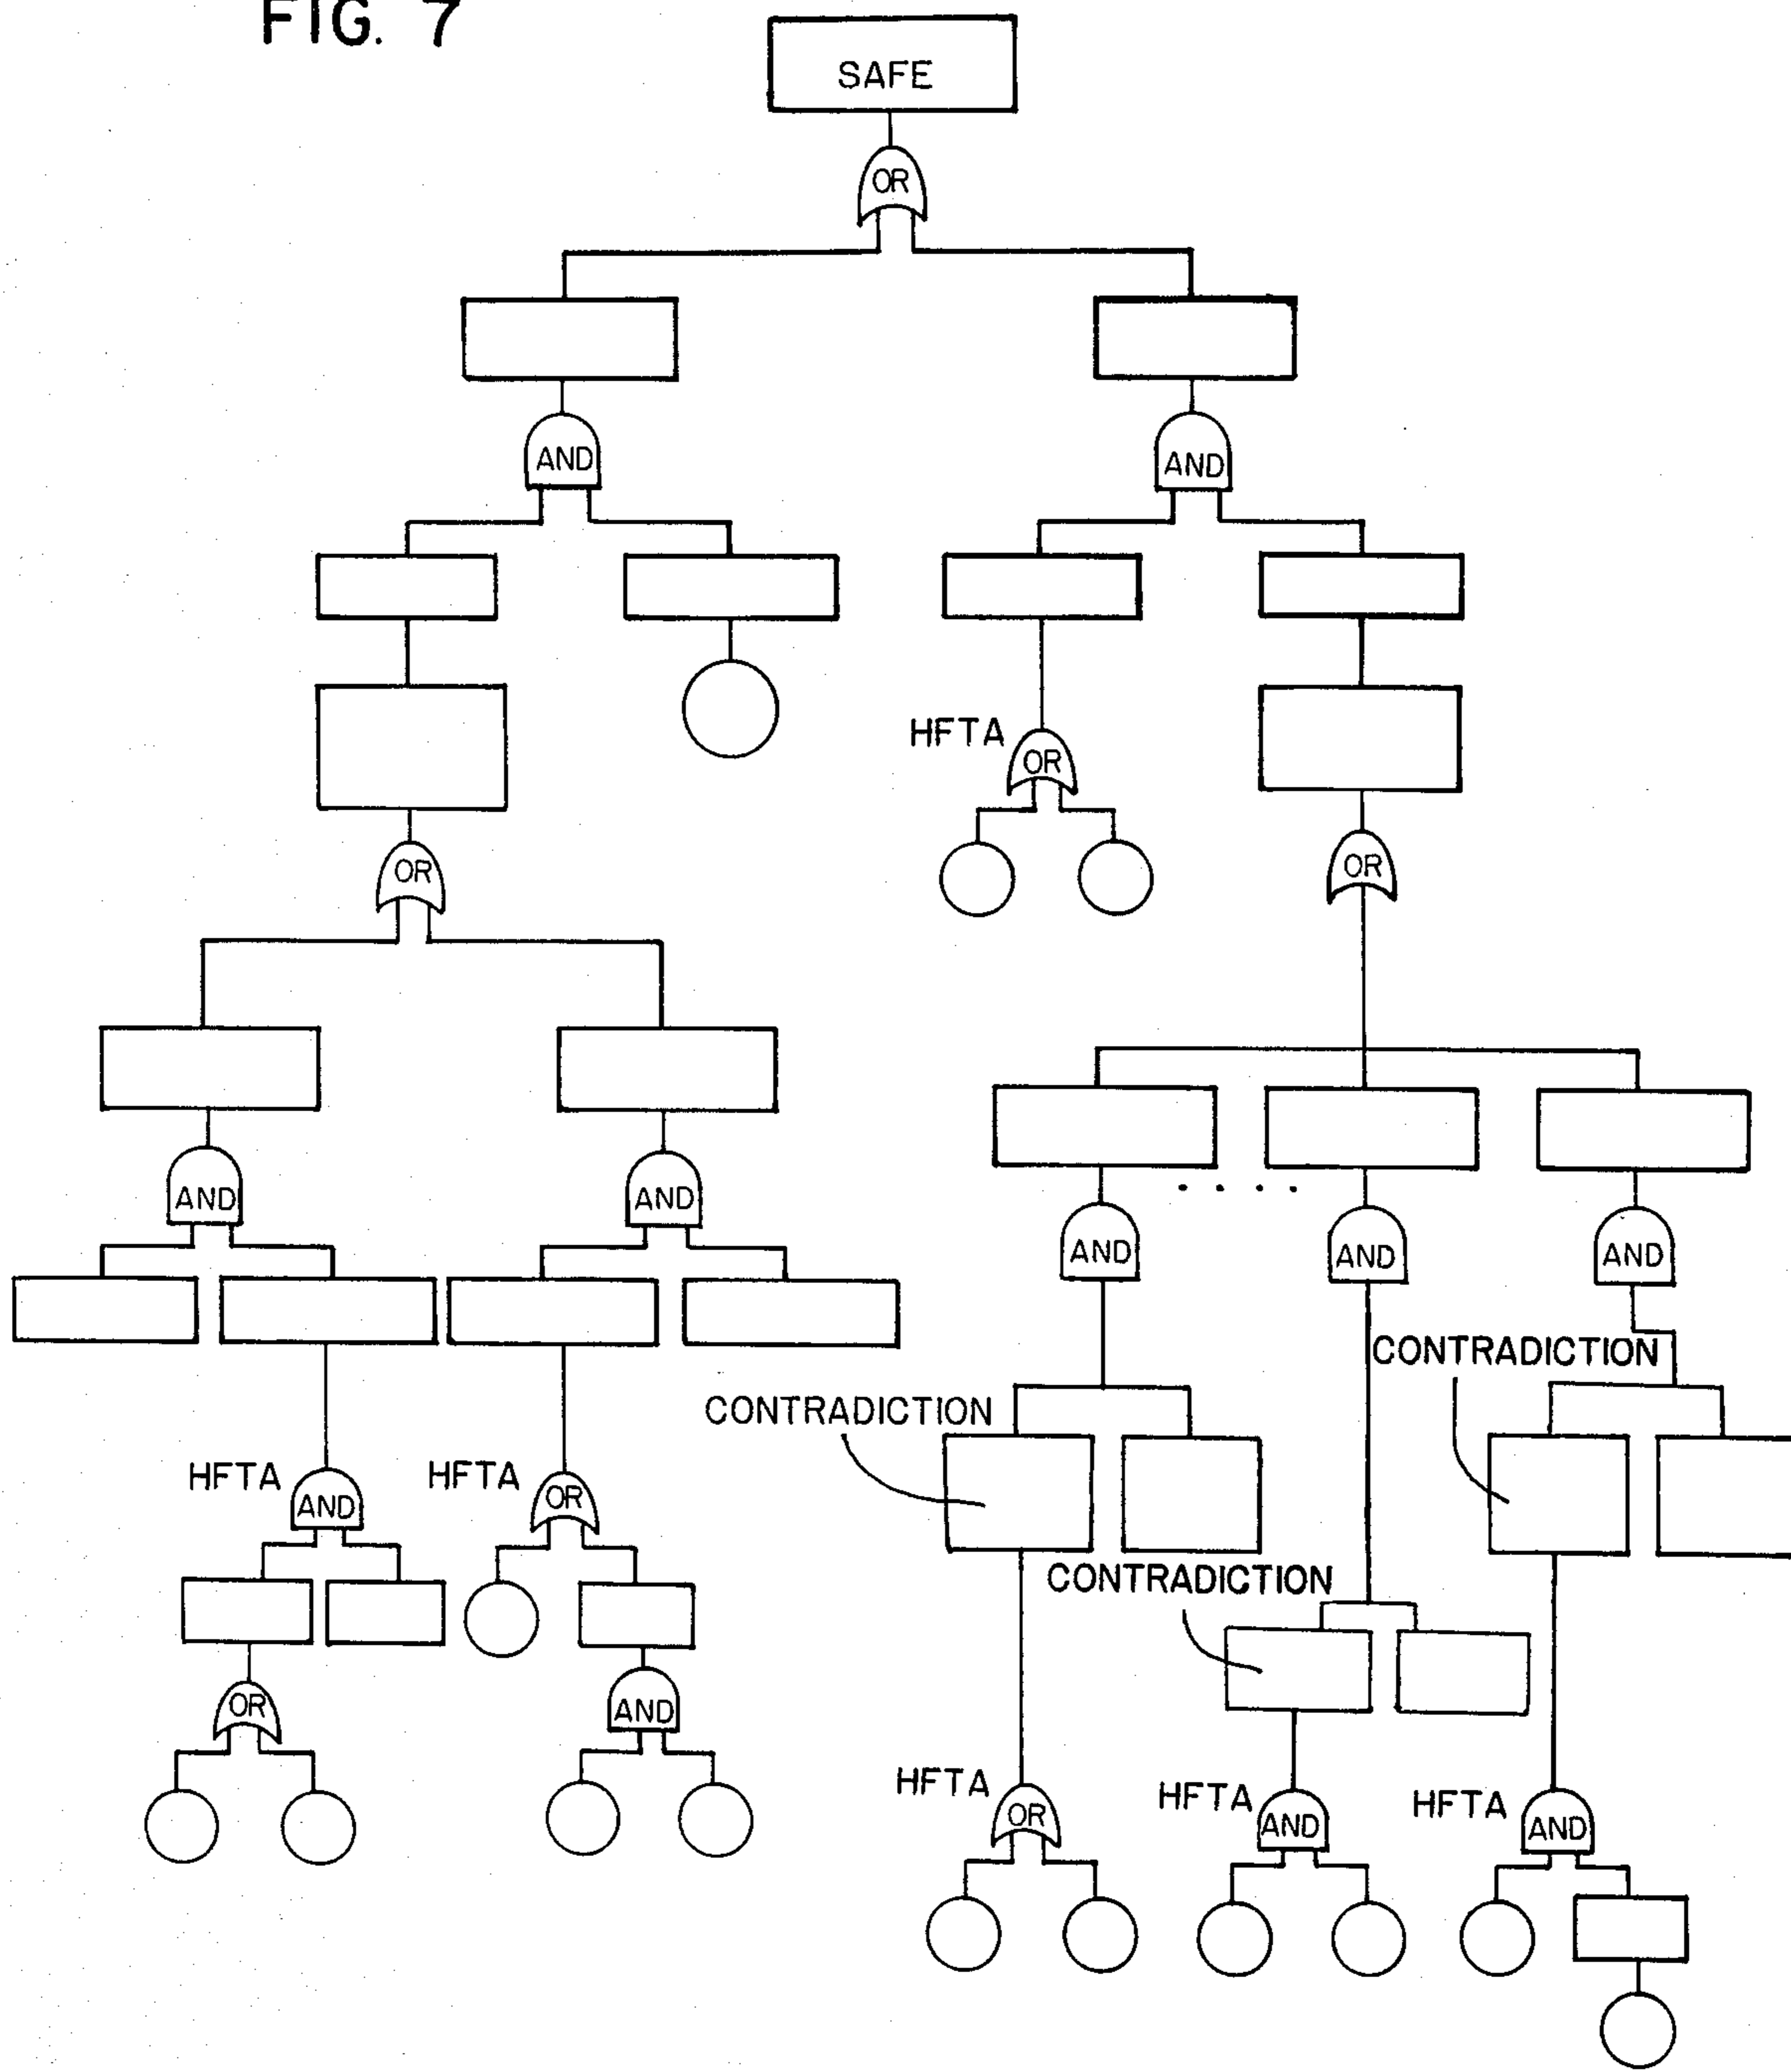 FIG. 7
SAFE
OR
AND
AND
HFTA
OR
OR
OR
AND
AND
AND
AND
AND
CONTRADICTION
CONTRADICTION
HFTA
AND
HFTA
OR
CONTRADICTION
OR
AND
HFTA
OR
HFTA
AND
HFTA
AND